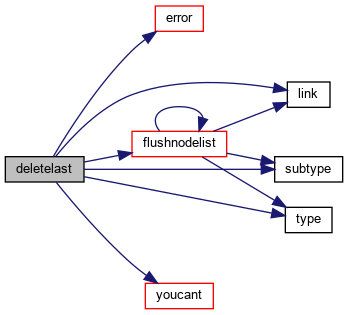 error
link
flushnodelist
deletelast
subtype
type
youcant